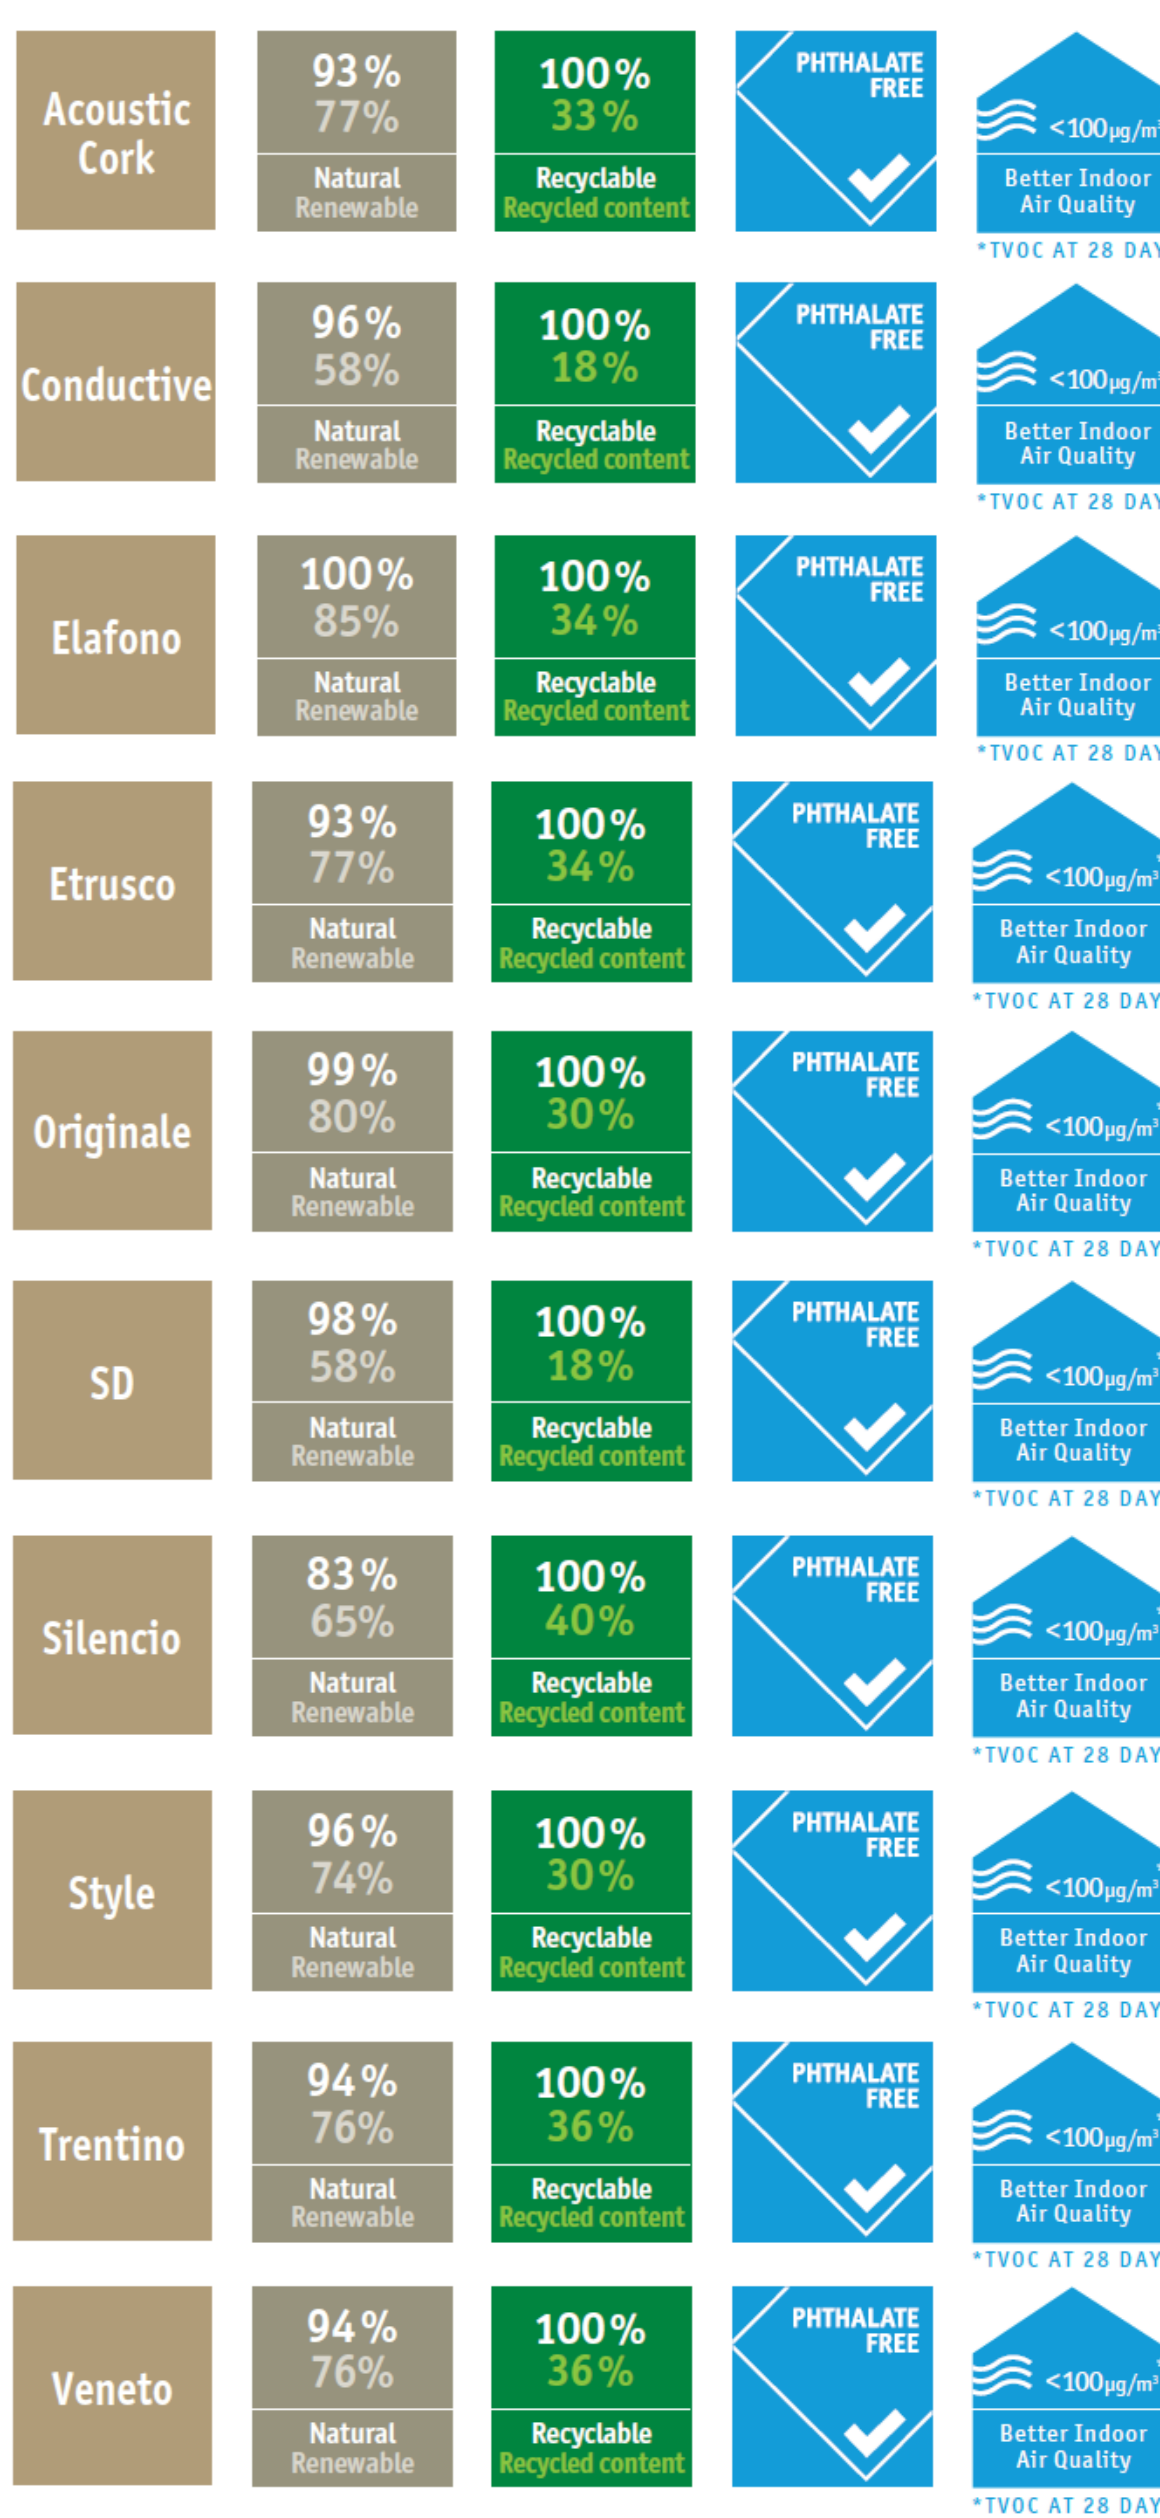 Acoustic
Cork
93%
77%
Natural
Renewable
100%
33%
Recyclable
Recycled content
PHTHALATE
FREE
<100µg/m³
Better Indoor
Air Quality
*TVOC AT 28 DAY
Conductive
96%
58%
Natural
Renewable
100%
18%
Recyclable
Recycled content
PHTHALATE
FREE
<100µg/m³
Better Indoor
Air Quality
*TVOC AT 28 DAY
Elafono
100%
85%
Natural
Renewable
100%
34%
Recyclable
Recycled content
PHTHALATE
FREE
<100µg/m³
Better Indoor
Air Quality
*TVOC AT 28 DAY
Etrusco
93%
77%
Natural
Renewable
100%
34%
Recyclable
Recycled content
PHTHALATE
FREE
<100µg/m³
Better Indoor
Air Quality
*TVOC AT 28 DAY
Originale
99%
80%
Natural
Renewable
100%
30%
Recyclable
Recycled content
PHTHALATE
FREE
<100µg/m³
Better Indoor
Air Quality
*TVOC AT 28 DAY
SD
98%
58%
Natural
Renewable
100%
18%
Recyclable
Recycled content
PHTHALATE
FREE
<100µg/m³
Better Indoor
Air Quality
*TVOC AT 28 DAY
Silencio
83%
65%
Natural
Renewable
100%
40%
Recyclable
Recycled content
PHTHALATE
FREE
<100µg/m³
Better Indoor
Air Quality
*TVOC AT 28 DAY
Style
96%
74%
Natural
Renewable
100%
30%
Recyclable
Recycled content
PHTHALATE
FREE
<100µg/m³
Better Indoor
Air Quality
*TVOC AT 28 DAY
Trentino
94%
76%
Natural
Renewable
100%
36%
Recyclable
Recycled content
PHTHALATE
FREE
<100µg/m³
Better Indoor
Air Quality
*TVOC AT 28 DAY
Veneto
94%
76%
Natural
Renewable
100%
36%
Recyclable
Recycled content
PHTHALATE
FREE
<100µg/m³
Better Indoor
Air Quality
*TVOC AT 28 DAY